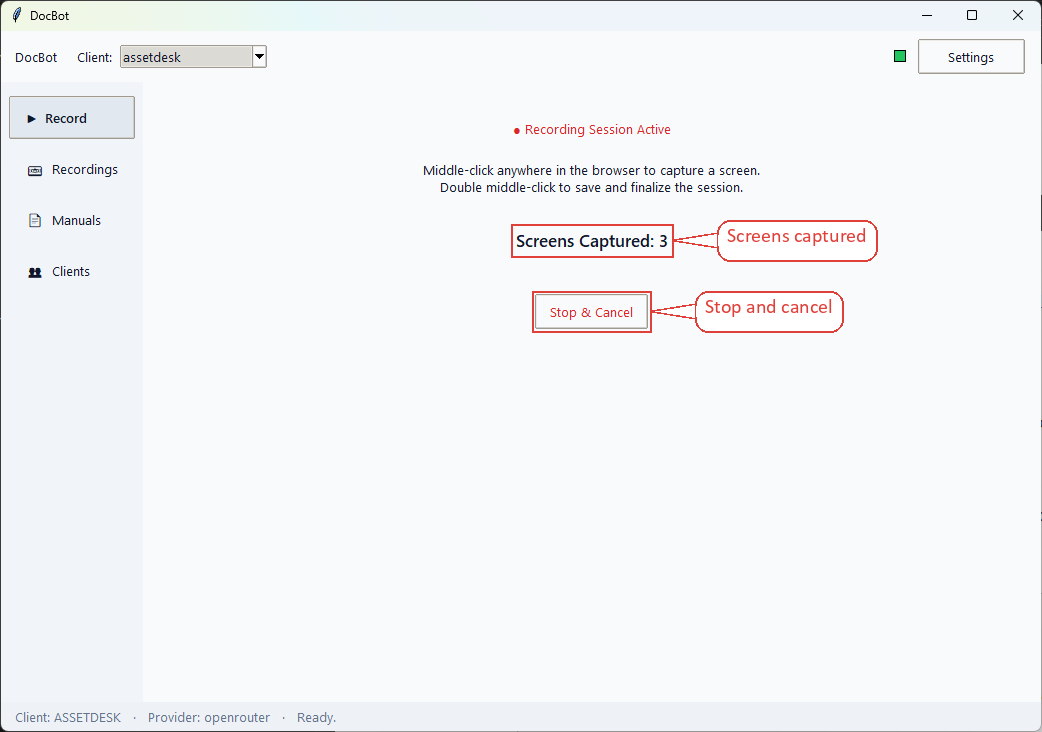 DocBot
DocBot Client: assetdesk Settings
► Record
● Recording Session Active
Recordings
Middle-click anywhere in the browser to capture a screen.
Double middle-click to save and finalize the session.
Manuals
Screens Captured: 3 Screens captured
Clients
Stop & Cancel Stop and cancel
Client: ASSETDESK · Provider: openrouter · Ready.